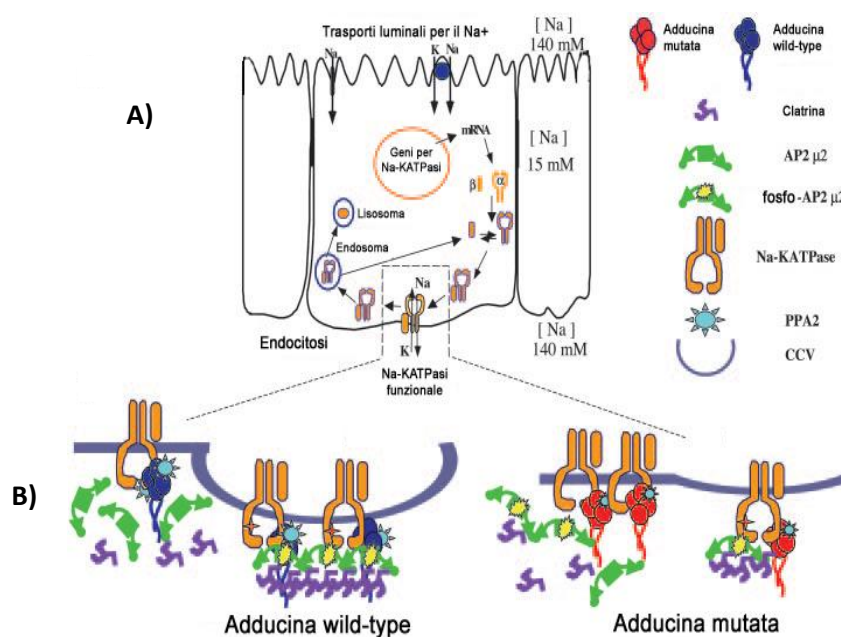 Trasporti luminali per il Na+
Na
K
Na
[ Na ]
140 mM
A)
Geni per
Na-KATPasi
mRNA
β
α
[ Na ]
15 mM
Lisosoma
Endosoma
Na
Endocitosi
K
Na-KATPasi
funzionale
[ Na ]
140 mM
Adducina
mutata
Adducina
wild-type
Clatrina
AP2 μ2
fosfo-AP2 μ2
Na-KATPase
PPA2
CCV
B)
Adducina wild-type
Adducina mutata